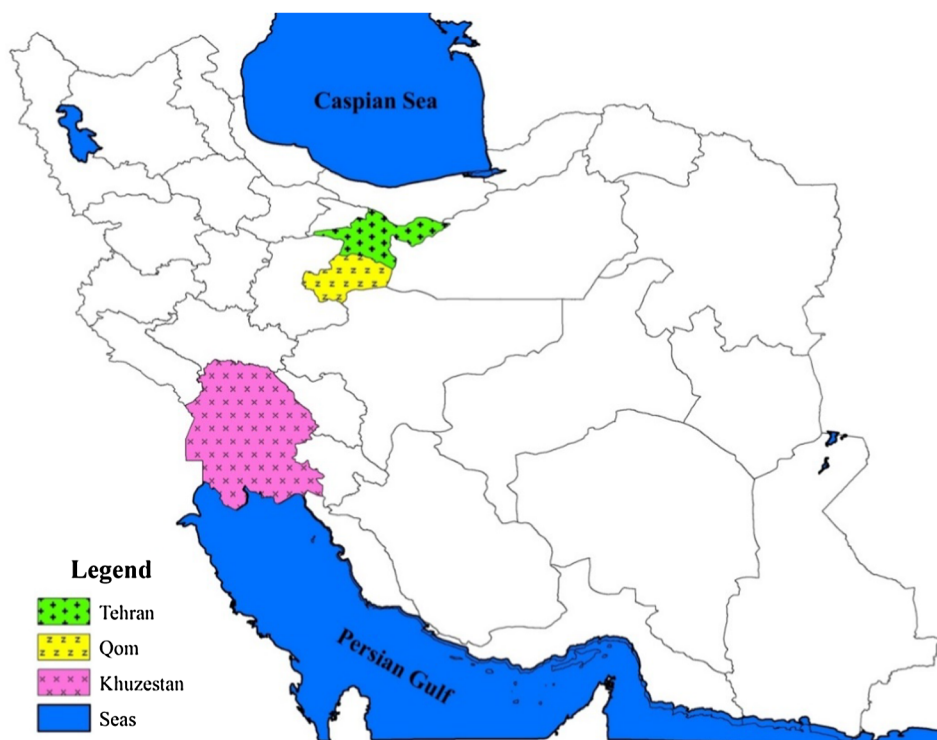 Caspian Sea
Persian Gulf
Legend
Tehran
Qom
Khuzestan
Seas